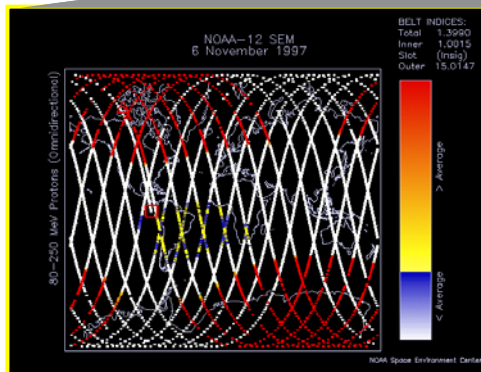 NOAA-12 SEM
6 November 1997
BELT INDICES:
Total 1.3990
Inner 1.0015
Slot (Insig)
Outer 15.0147
80-250 MeV Protons (Omnidirectional)
> Average
< Average
NOAA Space Environment Center